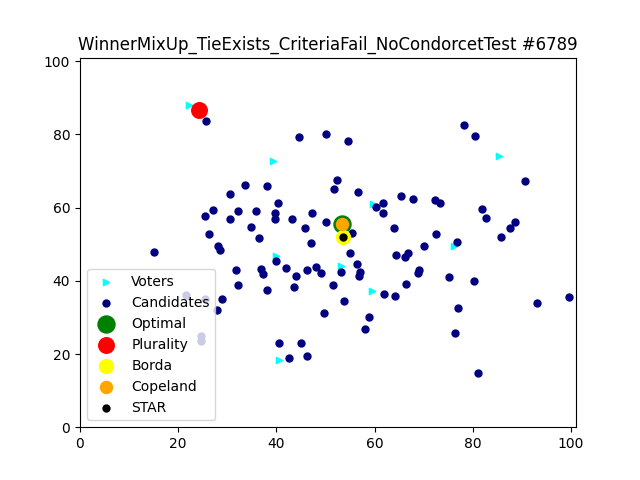 WinnerMixUp_TieExists_CriteriaFail_NoCondorcetTest #6789
100
80
60
40
20
0
Voters
Candidates
Optimal
Plurality
Borda
Copeland
STAR
0 20 40 60 80 100